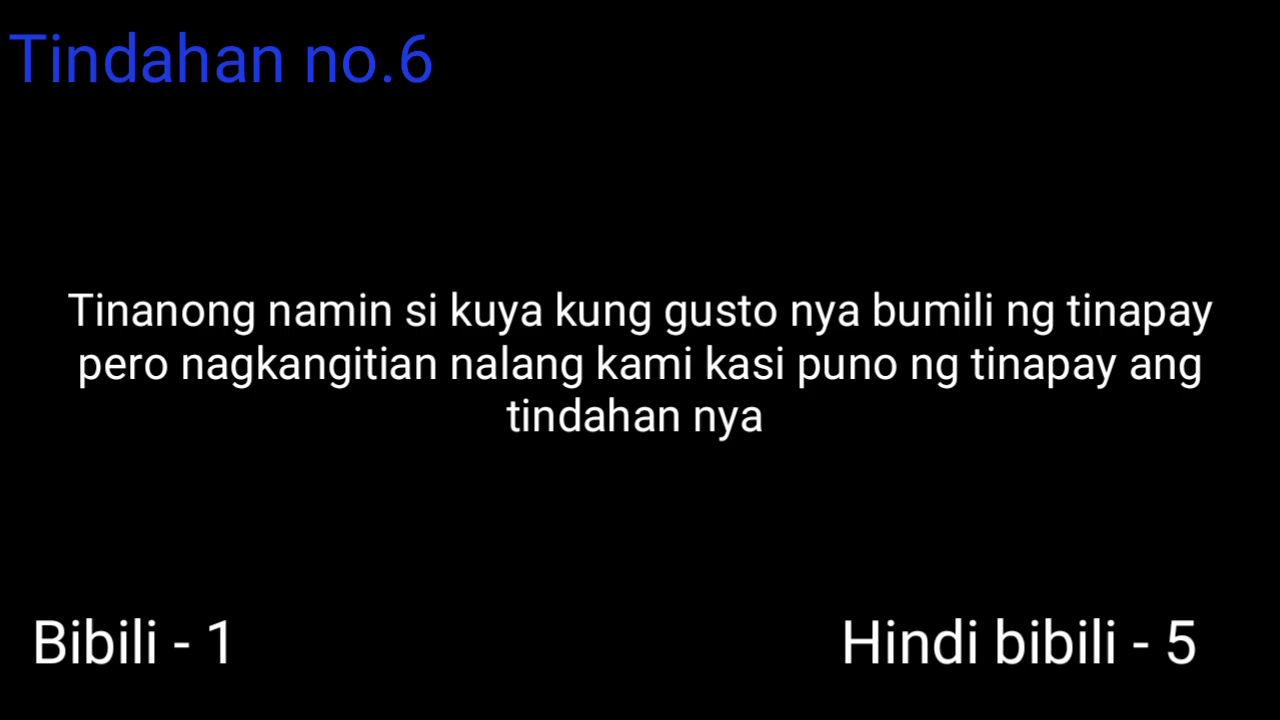 Tindahan no.6
Tinanong namin si kuya kung gusto nya bumili ng tinapay
pero nagkangitian nalang kami kasi puno ng tinapay ang
tindahan nya
Bibili - 1
Hindi bibili - 5